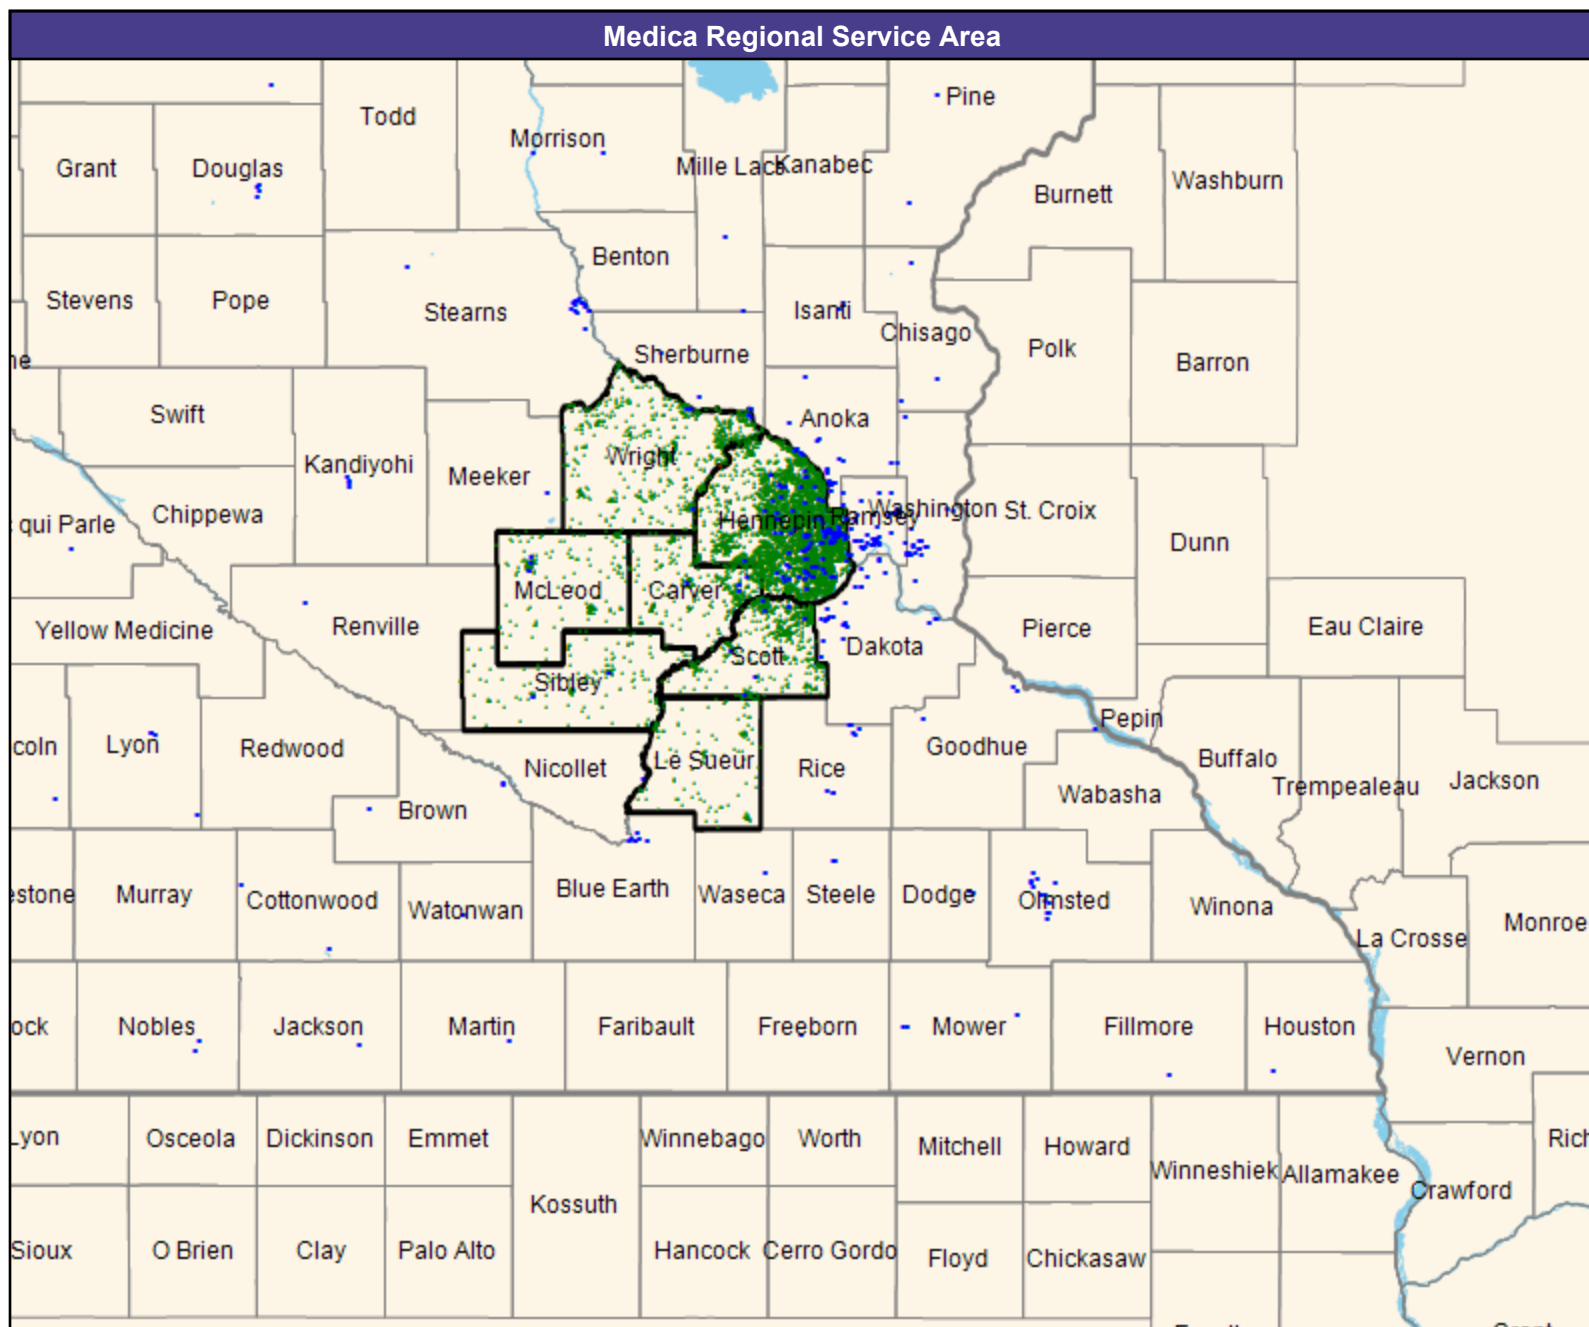 Medica Regional Service Area
Pine
Todd
Morrison
Grant
Douglas
Mille Lacs
Kanabec
Burnett
Washburn
Benton
Stevens
Pope
Stearns
Isanti
Chisago
Polk
Barron
Sherburne
ne
Swift
Anoka
Kandiyohi
Wright
Meeker
Chippewa
qui Parle
Hennepin
Ramsey
Washington
St. Croix
Dunn
McLeod
Carver
Yellow Medicine
Renville
Pierce
Eau Claire
Scott
Dakota
Sibley
Pepin
coln
Lyon
Redwood
Nicollet
Le Sueur
Rice
Goodhue
Buffalo
Trempealeau
Jackson
Brown
Wabasha
estone
Murray
Cottonwood
Watonwan
Blue Earth
Waseca
Steele
Dodge
Olmsted
Winona
La Crosse
Monroe
ock
Nobles
Jackson
Martin
Faribault
Freeborn
Mower
Fillmore
Houston
Vernon
Lyon
Osceola
Dickinson
Emmet
Winnebago
Worth
Mitchell
Howard
Winneshiek
Allamakee
Rich
Crawford
Kossuth
Sioux
O Brien
Clay
Palo Alto
Hancock
Cerro Gordo
Floyd
Chickasaw